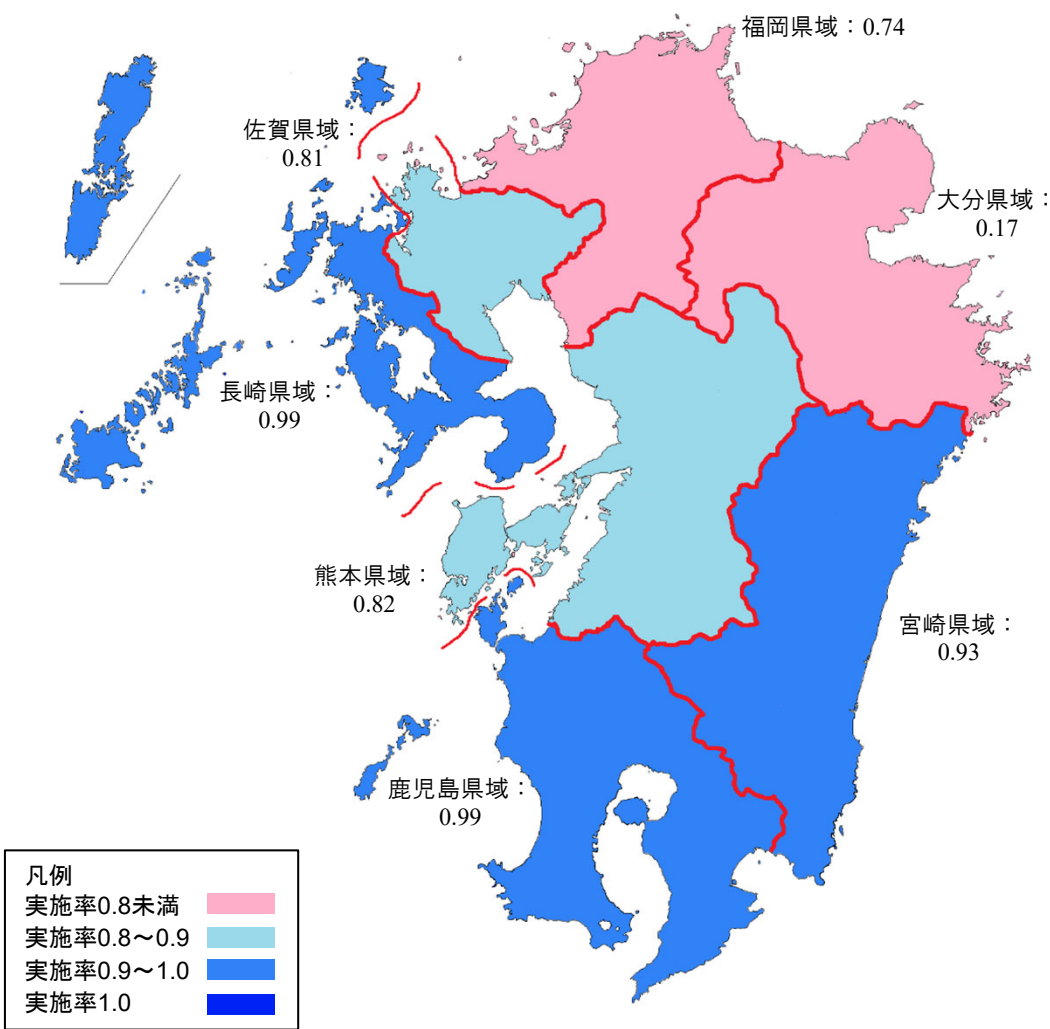 福岡県域：0.74
佐賀県域：
0.81
大分県域：
0.17
長崎県域：
0.99
熊本県域：
0.82
宮崎県域：
0.93
鹿児島県域：
0.99
凡例
実施率0.8未満
実施率0.8～0.9
実施率0.9～1.0
実施率1.0